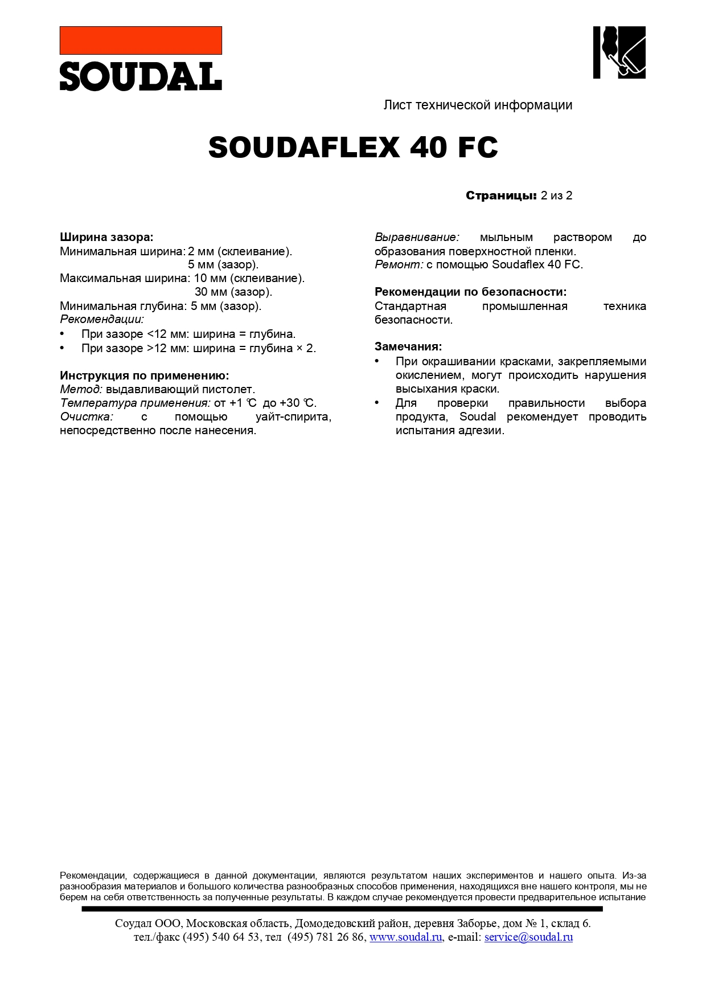 SOUDAL
Лист технической информации
SOUDAFLEX 40 FC
Страницы: 2 из 2
Ширина зазора:
Минимальная ширина: 2 мм (склеивание).
5 мм (зазор).
Максимальная ширина: 10 мм (склеивание).
30 мм (зазор).
Минимальная глубина: 5 мм (зазор).
Рекомендации:
• При зазоре <12 мм: ширина = глубина.
• При зазоре >12 мм: ширина = глубина × 2.
Инструкция по применению:
Метод: выдавливающий пистолет.
Температура применения: от +1 °C до +30 °C.
Очистка: с помощью уайт-спирита,
непосредственно после нанесения.
Выравнивание: мыльным раствором до
образования поверхностной пленки.
Ремонт: с помощью Soudaflex 40 FC.
Рекомендации по безопасности:
Стандартная промышленная техника
безопасности.
Замечания:
• При окрашивании красками, закрепляемыми
окислением, могут происходить нарушения
высыхания краски.
• Для проверки правильности выбора
продукта, Soudal рекомендует проводить
испытания адгезии.
Рекомендации, содержащиеся в данной документации, являются результатом наших экспериментов и нашего опыта. Из-за
разнообразия материалов и большого количества разнообразных способов применения, находящихся вне нашего контроля, мы не
берем на себя ответственность за полученные результаты. В каждом случае рекомендуется провести предварительное испытание
Соудал ООО, Московская область, Домодедовский район, деревня Заборье, дом № 1, склад 6.
тел./факс (495) 540 64 53, тел (495) 781 26 86, www.soudal.ru, e-mail: service@soudal.ru